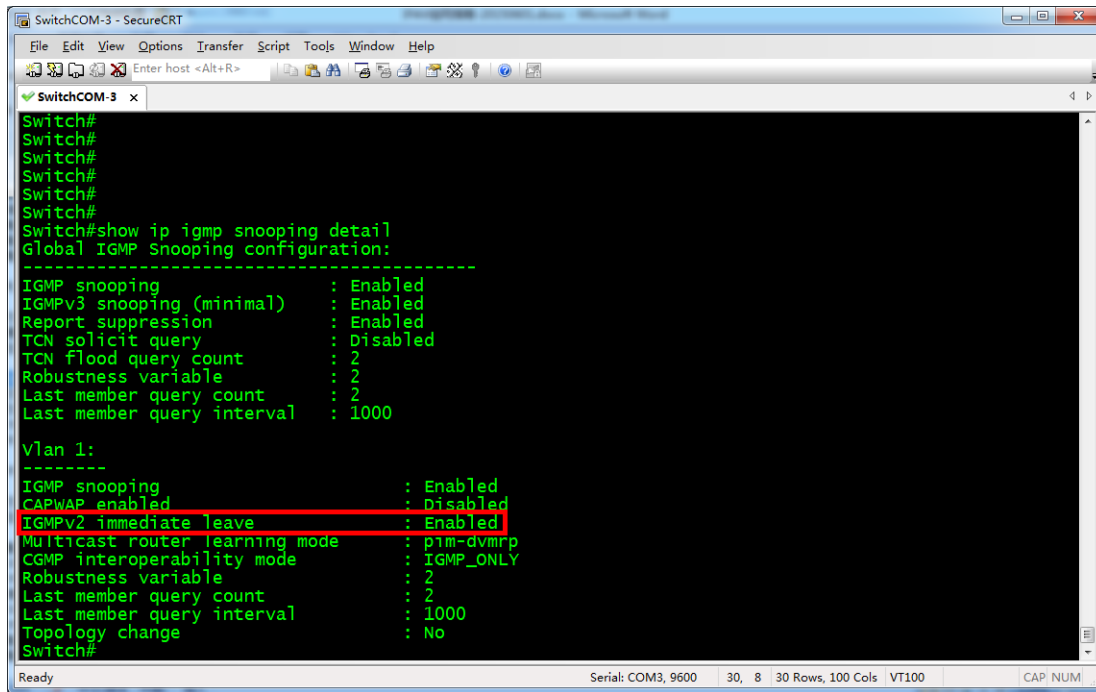 SwitchCOM-3 - SecureCRT
File Edit View Options Transfer Script Tools Window Help
Enter host <Alt+R>
SwitchCOM-3 x
Switch#
Switch#
Switch#
Switch#
Switch#
Switch#
Switch#show ip igmp snooping detail
Global IGMP Snooping configuration:
-------------------------------------------
IGMP snooping : Enabled
IGMPv3 snooping (minimal) : Enabled
Report suppression : Enabled
TCN solicit query : Disabled
TCN flood query count : 2
Robustness variable : 2
Last member query count : 2
Last member query interval : 1000
Vlan 1:
--------
IGMP snooping : Enabled
CAPWAP enabled : Disabled
IGMPv2 immediate leave : Enabled
Multicast router learning mode : pim-dvmrp
CGMP interoperability mode : IGMP_ONLY
Robustness variable : 2
Last member query count : 2
Last member query interval : 1000
Topology change : No
Switch#
Ready Serial: COM3, 9600 30, 8 30 Rows, 100 Cols VT100 CAP NUM